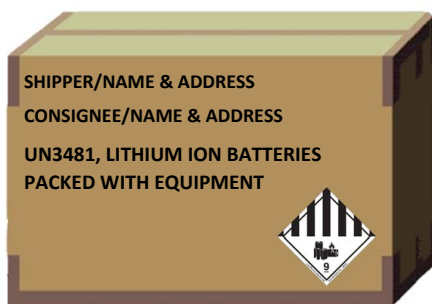 SHIPPER/NAME & ADDRESS
CONSIGNEE/NAME & ADDRESS
UN3481, LITHIUM ION BATTERIES
PACKED WITH EQUIPMENT
9